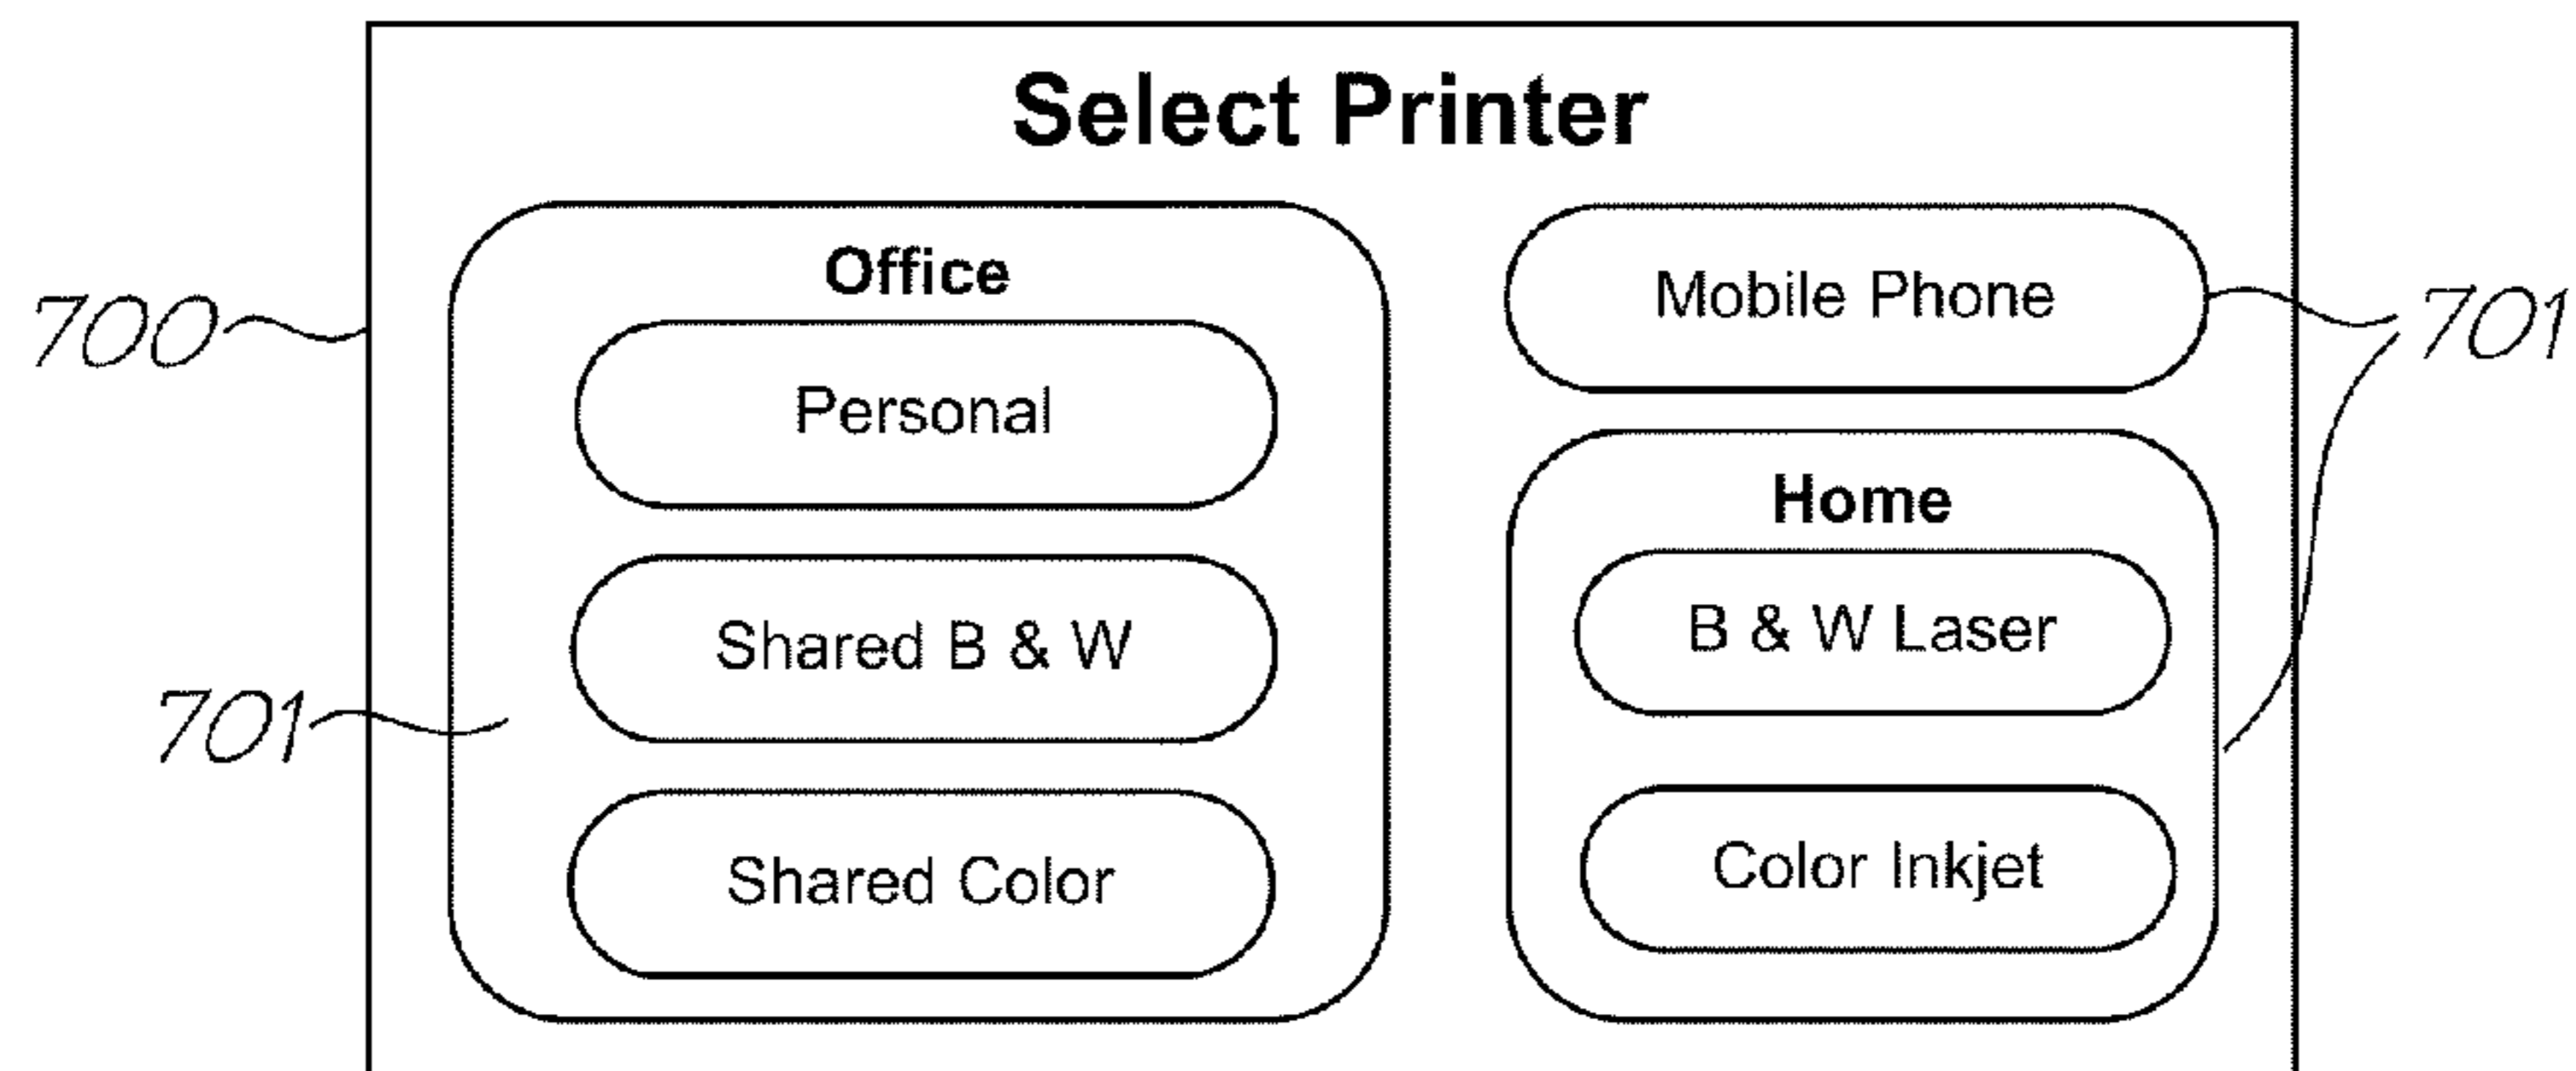 Select Printer
Office
Personal
Shared B & W
Shared Color
Mobile Phone
Home
B & W Laser
Color Inkjet
700
701
701